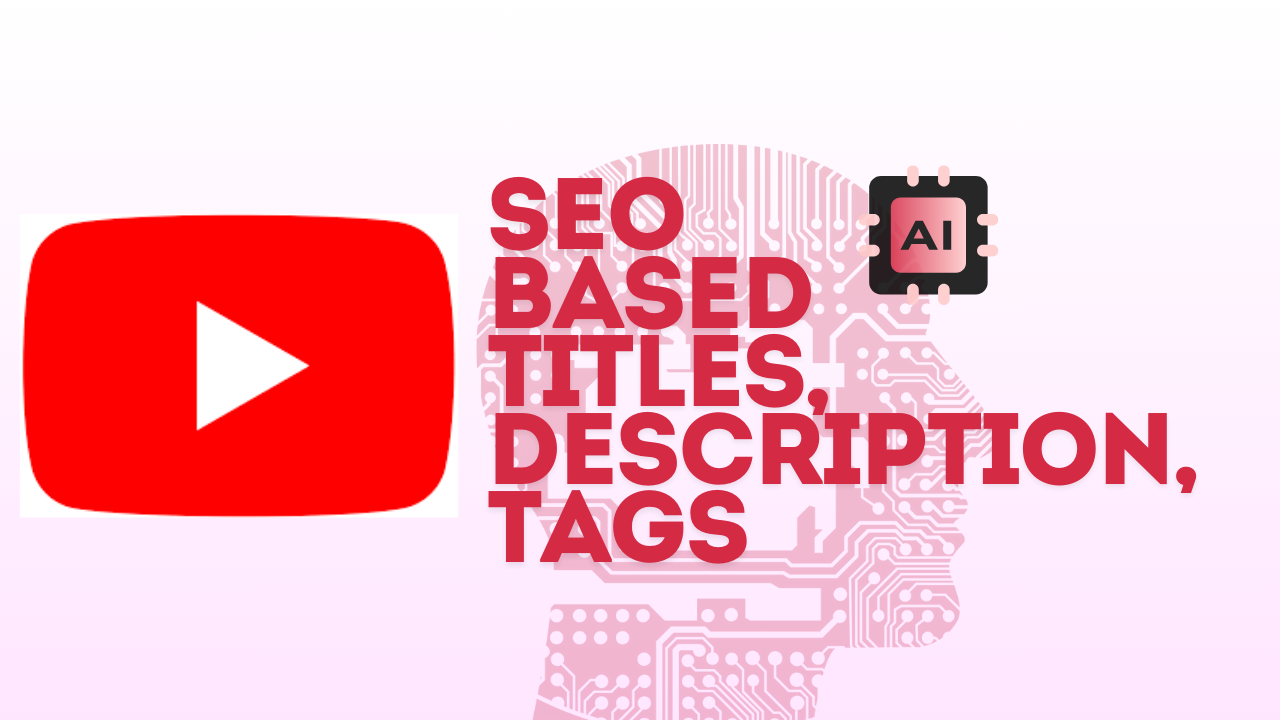 SEO
BASED
TITLES,
DESCRIPTION,
TAGS
AI